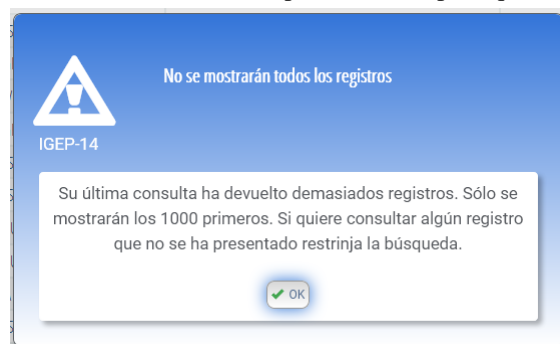 No se mostrarán todos los registros
IGEP-14
Su última consulta ha devuelto demasiados registros. Sólo se
mostrarán los 1000 primeros. Si quiere consultar algún registro
que no se ha presentado restrinja la búsqueda.
OK